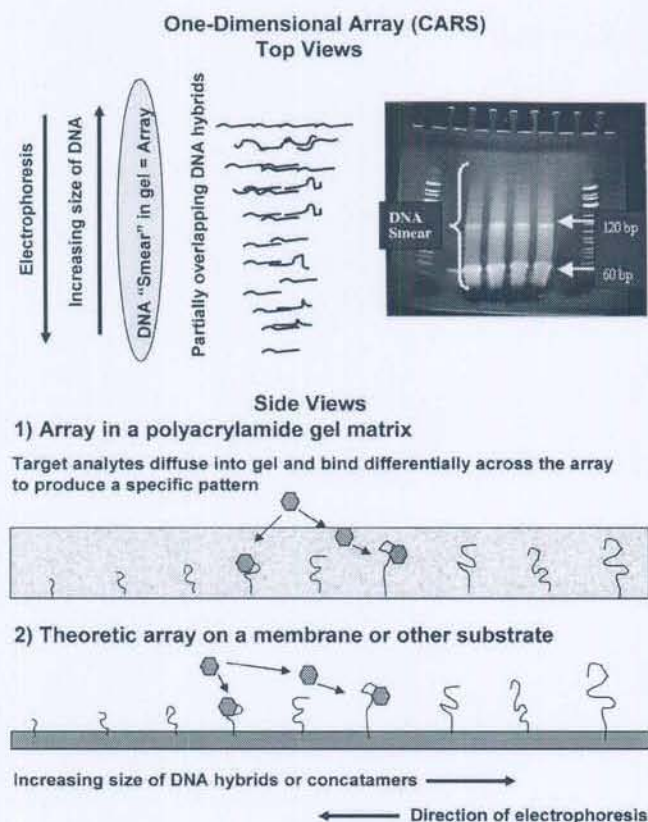 One-Dimensional Array (CARS)
Top Views
Electrophoresis
Increasing size of DNA
DNA "Smear" in gel = Array
Partially overlapping DNA hybrids
DNA
Smear
120 bp
60 bp
Side Views
1) Array in a polyacrylamide gel matrix
Target analytes diffuse into gel and bind differentially across the array
to produce a specific pattern
2) Theoretic array on a membrane or other substrate
Increasing size of DNA hybrids or concatamers
Direction of electrophoresis